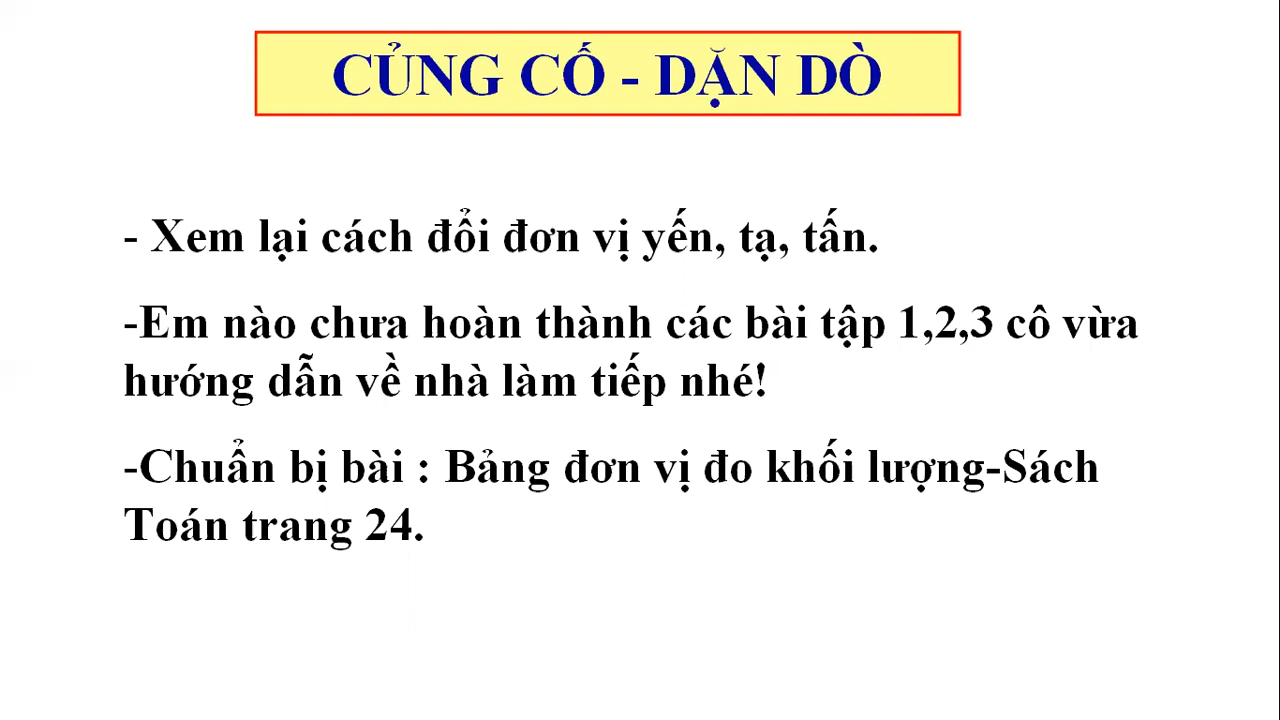 CỦNG CỐ - DẶN DÒ
- Xem lại cách đổi đơn vị yến, tạ, tấn.
-Em nào chưa hoàn thành các bài tập 1,2,3 cô vừa
hướng dẫn về nhà làm tiếp nhé!
-Chuẩn bị bài : Bảng đơn vị đo khối lượng-Sách
Toán trang 24.